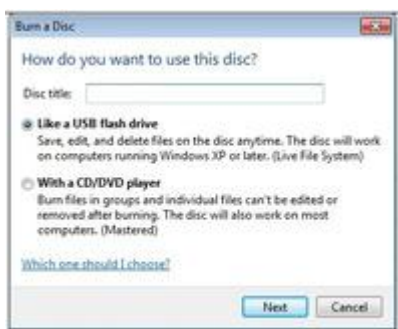 Burn a Disc
How do you want to use this disc?
Disc title:
Like a USB flash drive
Save, edit, and delete files on the disc anytime. The disc will work
on computers running Windows XP or later. (Live File System)
With a CD/DVD player
Burn files in groups and individual files can't be edited or
removed after burning. The disc will also work on most
computers. (Mastered)
Which one should I choose?
Next Cancel